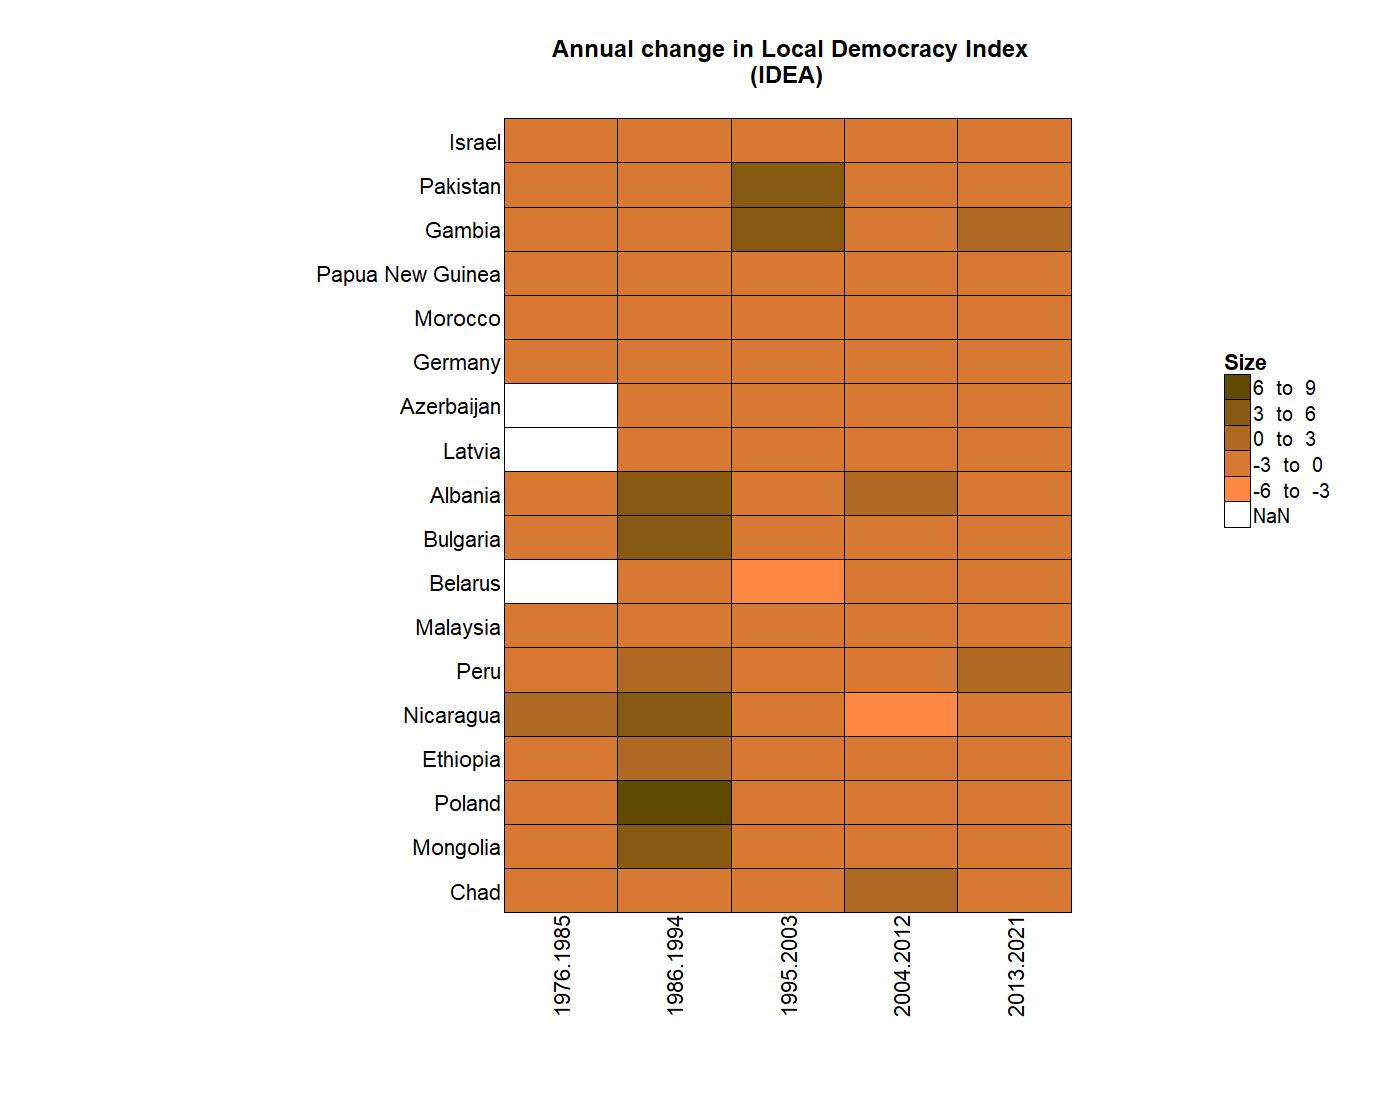 Annual change in Local Democracy Index
(IDEA)
Israel
Pakistan
Gambia
Papua New Guinea
Morocco
Germany
Azerbaijan
Latvia
Albania
Bulgaria
Belarus
Malaysia
Peru
Nicaragua
Ethiopia
Poland
Mongolia
Chad
1976.1985
1986.1994
1995.2003
2004.2012
2013.2021
Size
6 to 9
3 to 6
0 to 3
-3 to 0
-6 to -3
NaN